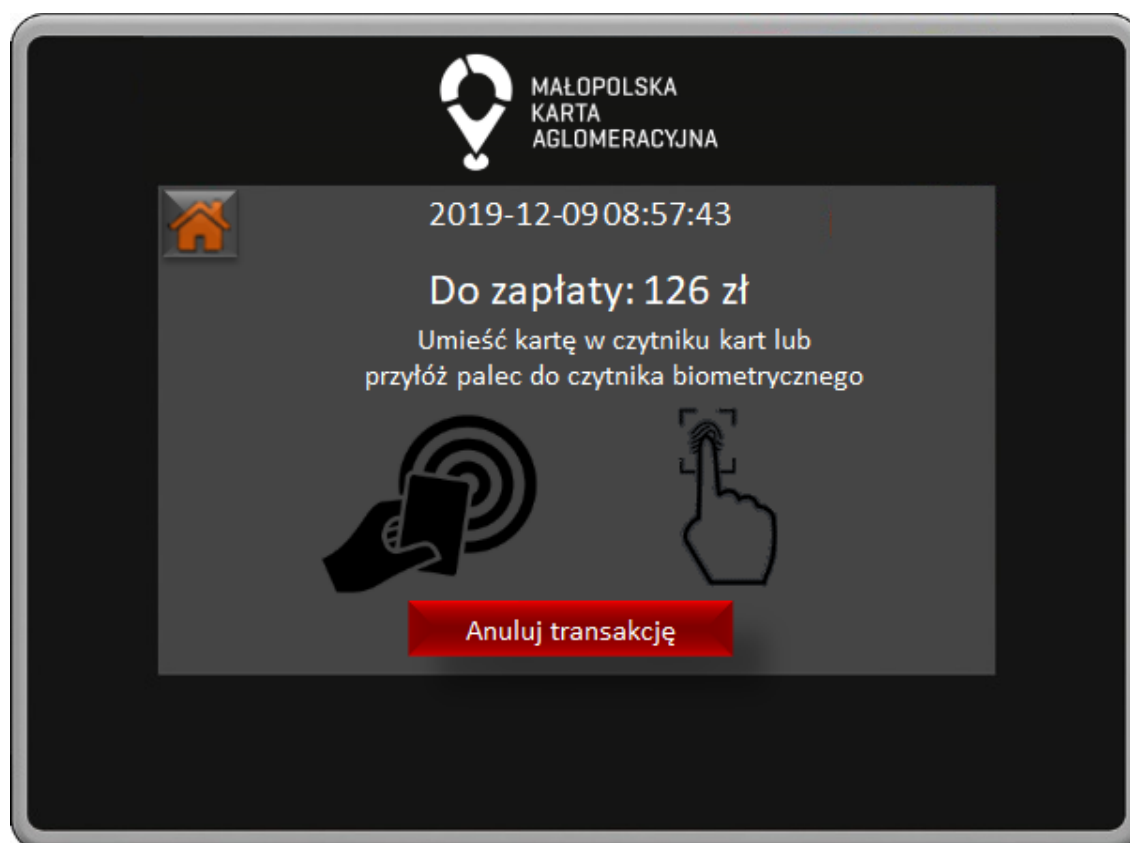 MAŁOPOLSKA
KARTA
AGLOMERACYJNA
2019-12-09 08:57:43
Do zapłaty: 126 zł
Umieść kartę w czytniku kart lub
przyłóż palec do czytnika biometrycznego
Anuluj transakcję